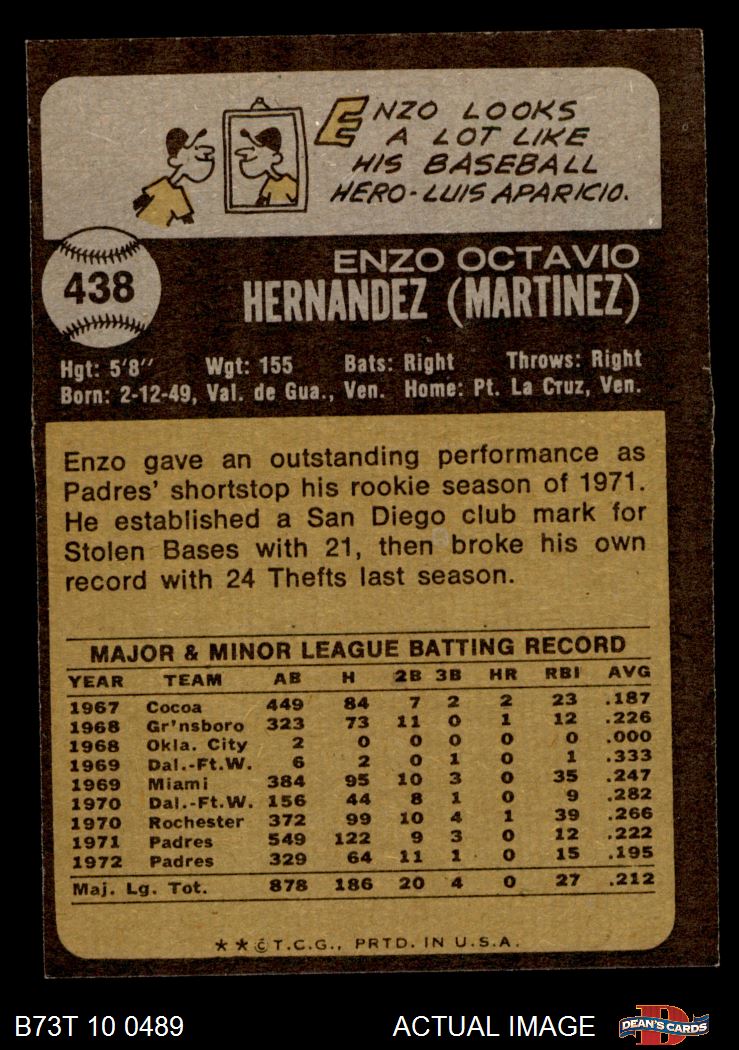 ENZO LOOKS
A LOT LIKE
HIS BASEBALL
HERO-LUIS APARICIO.
438
ENZO OCTAVIO
HERNANDEZ (MARTINEZ)
Hgt: 5'8" Wgt: 155 Bats: Right Throws: Right
Born: 2-12-49, Val. de Gua., Ven. Home: Pt. La Cruz, Ven.
Enzo gave an outstanding performance as
Padres' shortstop his rookie season of 1971.
He established a San Diego club mark for
Stolen Bases with 21, then broke his own
record with 24 Thefts last season.
MAJOR & MINOR LEAGUE BATTING RECORD
YEAR TEAM AB H 2B 3B HR RBI AVG
1967 Cocoa 449 84 7 2 2 23 .187
1968 Gr'nsboro 323 73 11 0 1 12 .226
1968 Okla. City 2 0 0 0 0 0 .000
1969 Dal.-Ft.W. 6 2 0 1 0 1 .333
1969 Miami 384 95 10 3 0 35 .247
1970 Dal.-Ft.W. 156 44 8 1 0 9 .282
1970 Rochester 372 99 10 4 1 39 .266
1971 Padres 549 122 9 3 0 12 .222
1972 Padres 329 64 11 1 0 15 .195
Maj. Lg. Tot. 878 186 20 4 0 27 .212
★★©T.C.G., PRTD. IN U.S.A.
B73T 10 0489 ACTUAL IMAGE D DEAN'S CARDS